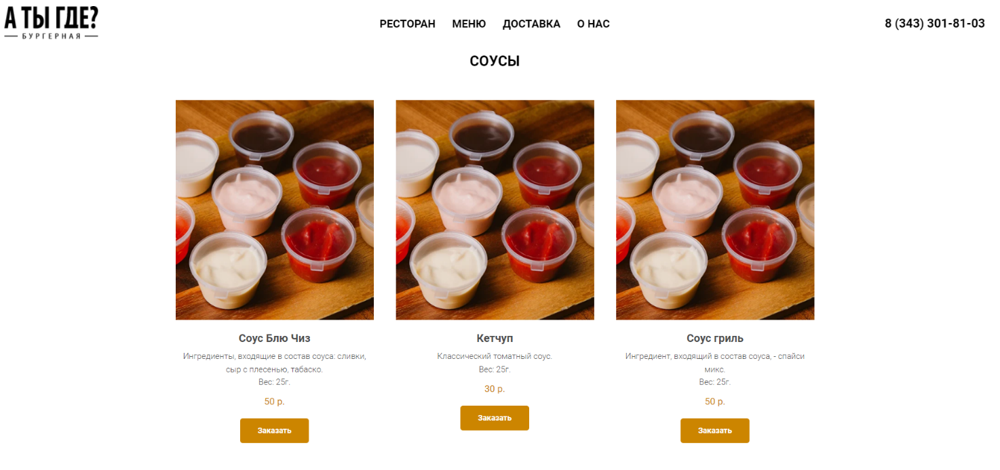 А ТЫ ГДЕ?
БУРГЕРНАЯ
РЕСТОРАН МЕНЮ ДОСТАВКА О НАС
8 (343) 301-81-03
СОУСЫ
Соус Блю Чиз
Ингредиенты, входящие в состав соуса: сливки,
сыр с плесенью, табаско.
Вес: 25г.
50 р.
Заказать
Кетчуп
Классический томатный соус.
Вес: 25г.
30 р.
Заказать
Соус гриль
Ингредиент, входящий в состав соуса, - спайси
микс.
Вес: 25г.
50 р.
Заказать